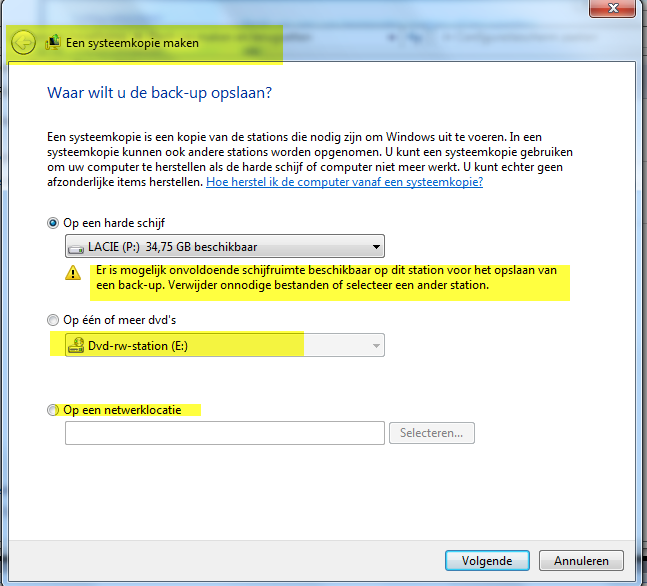 Een systeemkopie maken
Waar wilt u de back-up opslaan?
Een systeemkopie is een kopie van de stations die nodig zijn om Windows uit te voeren. In een
systeemkopie kunnen ook andere stations worden opgenomen. U kunt een systeemkopie gebruiken
om uw computer te herstellen als de harde schijf of computer niet meer werkt. U kunt echter geen
afzonderlijke items herstellen. Hoe herstel ik de computer vanaf een systeemkopie?
Op een harde schijf
LACIE (P:) 34,75 GB beschikbaar
Er is mogelijk onvoldoende schijfruimte beschikbaar op dit station voor het opslaan van
een back-up. Verwijder onnodige bestanden of selecteer een ander station.
Op één of meer dvd's
Dvd-rw-station (E:)
Op een netwerklocatie
Selecteren...
Volgende
Annuleren